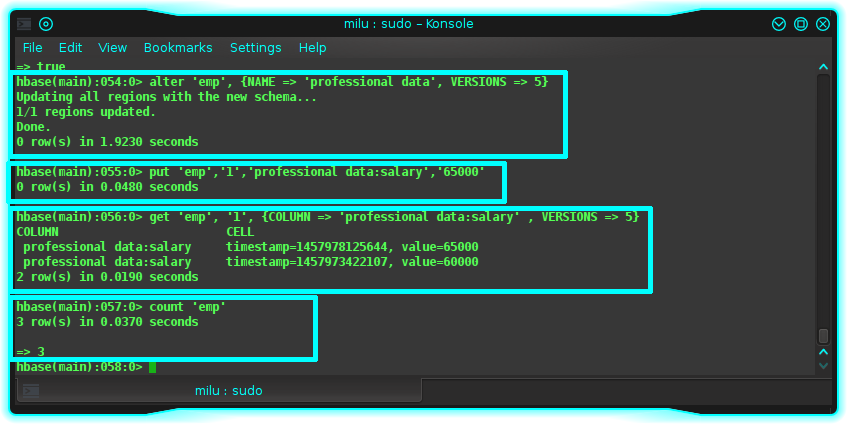 milu : sudo – Konsole
File Edit View Bookmarks Settings Help
=> true
hbase(main):054:0> alter 'emp', {NAME => 'professional data', VERSIONS => 5}
Updating all regions with the new schema...
1/1 regions updated.
Done.
0 row(s) in 1.9230 seconds
hbase(main):055:0> put 'emp','1','professional data:salary','65000'
0 row(s) in 0.0480 seconds
hbase(main):056:0> get 'emp', '1', {COLUMN => 'professional data:salary' , VERSIONS => 5}
COLUMN CELL
professional data:salary timestamp=1457978125644, value=65000
professional data:salary timestamp=1457973422107, value=60000
2 row(s) in 0.0190 seconds
hbase(main):057:0> count 'emp'
3 row(s) in 0.0370 seconds
=> 3
hbase(main):058:0>
milu : sudo